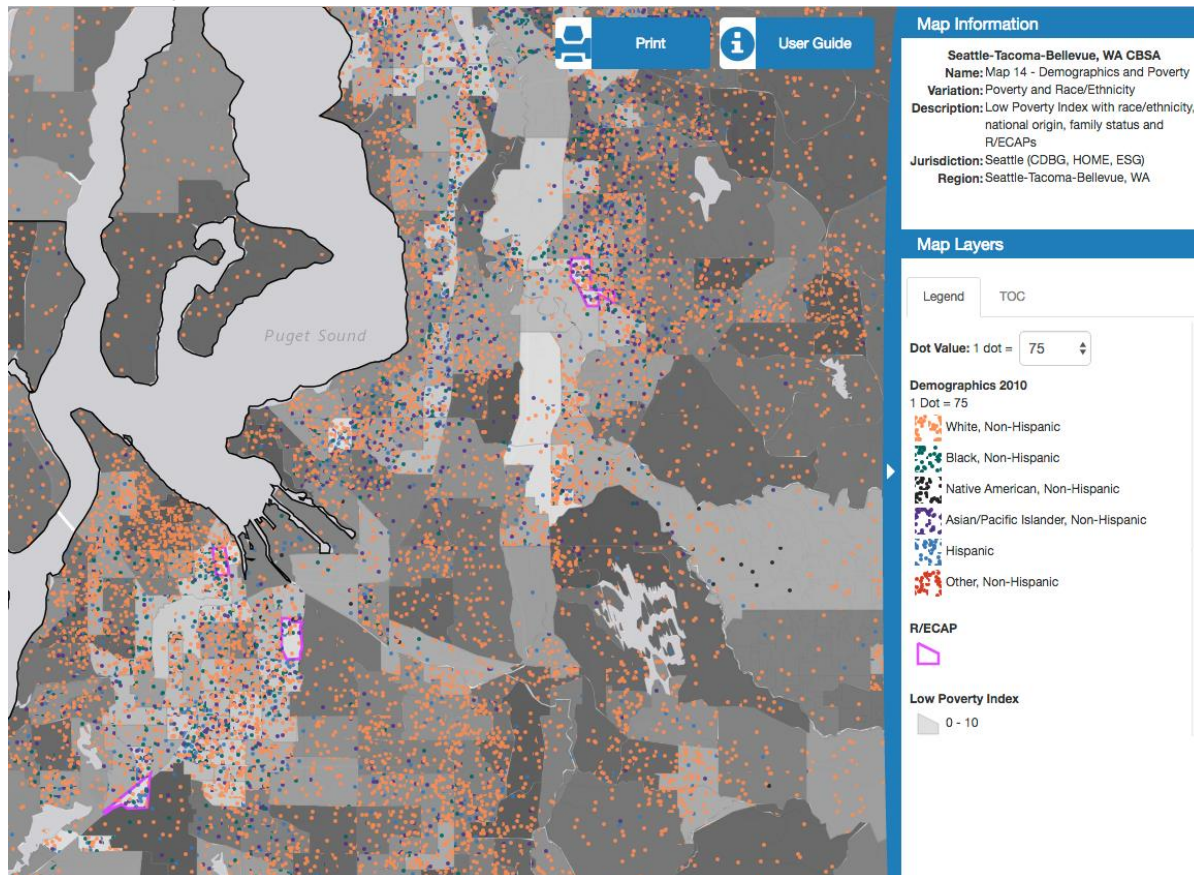 Print
User Guide
Puget Sound
Map Information
Seattle-Tacoma-Bellevue, WA CBSA
Name: Map 14 - Demographics and Poverty
Variation: Poverty and Race/Ethnicity
Description: Low Poverty Index with race/ethnicity,
national origin, family status and
R/ECAPs
Jurisdiction: Seattle (CDBG, HOME, ESG)
Region: Seattle-Tacoma-Bellevue, WA
Map Layers
Legend TOC
Dot Value: 1 dot = 75
Demographics 2010
1 Dot = 75
White, Non-Hispanic
Black, Non-Hispanic
Native American, Non-Hispanic
Asian/Pacific Islander, Non-Hispanic
Hispanic
Other, Non-Hispanic
R/ECAP
Low Poverty Index
0 - 10